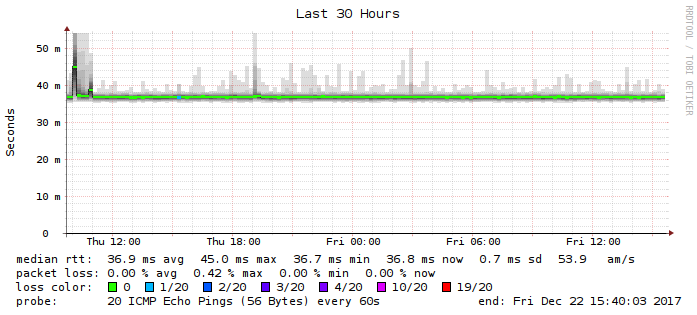 Last 30 Hours
RRDTOOL / TOBI OETIKER
Seconds
50 m
40 m
30 m
20 m
10 m
0
Thu 12:00 Thu 18:00 Fri 00:00 Fri 06:00 Fri 12:00
median rtt: 36.9 ms avg 45.0 ms max 36.7 ms min 36.8 ms now 0.7 ms sd 53.9 am/s
packet loss: 0.00 % avg 0.42 % max 0.00 % min 0.00 % now
loss color: 0 1/20 2/20 3/20 4/20 10/20 19/20
probe: 20 ICMP Echo Pings (56 Bytes) every 60s end: Fri Dec 22 15:40:03 2017